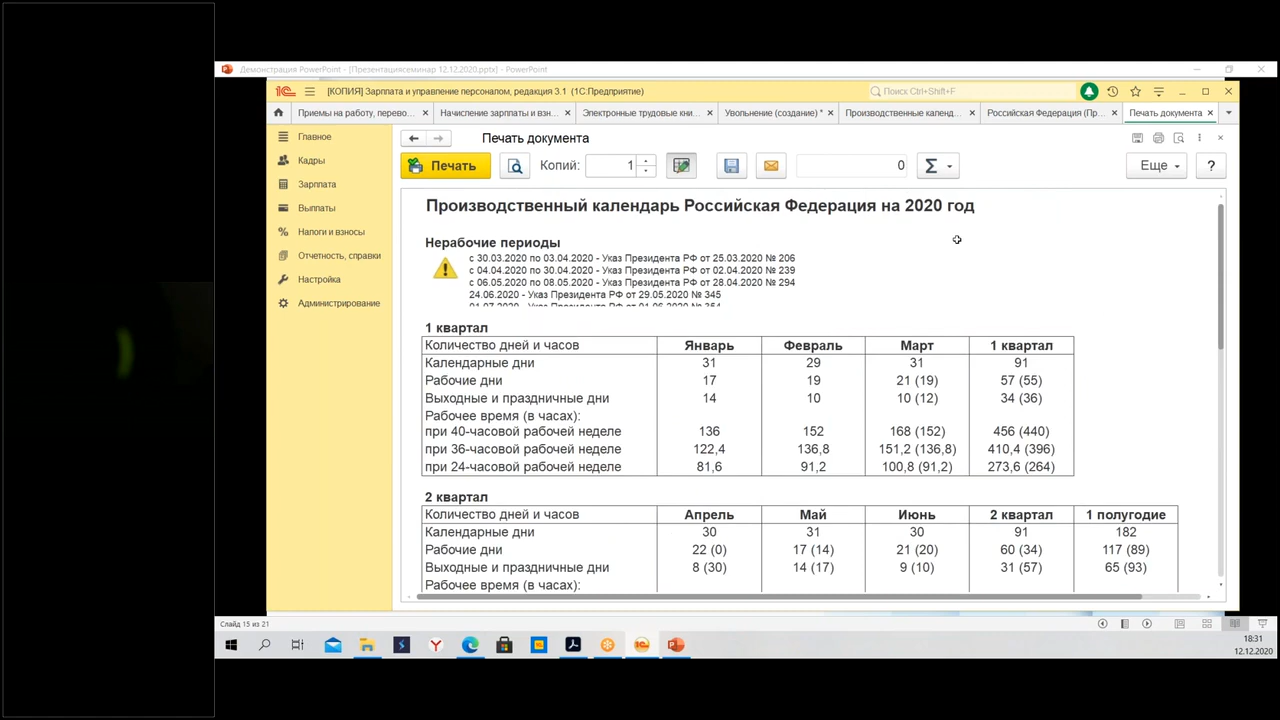 Демонстрация PowerPoint - [Презентациясеминар 12.12.2020.pptx] - PowerPoint
[КОПИЯ] Зарплата и управление персоналом, редакция 3.1 (1С:Предприятие)
Поиск Ctrl+Shift+F
Приемы на работу, перево...
Начисление зарплаты и взн...
Электронные трудовые кни...
Увольнение (создание) *
Производственные календ...
Российская Федерация (Пр...
Печать документа
Главное
Кадры
Зарплата
Выплаты
Налоги и взносы
Отчетность, справки
Настройка
Администрирование
Печать документа
Печать Копий: 1 0 Σ Еще ?
Производственный календарь Российская Федерация на 2020 год
Нерабочие периоды
с 30.03.2020 по 03.04.2020 - Указ Президента РФ от 25.03.2020 № 206
с 04.04.2020 по 30.04.2020 - Указ Президента РФ от 02.04.2020 № 239
с 06.05.2020 по 08.05.2020 - Указ Президента РФ от 28.04.2020 № 294
24.06.2020 - Указ Президента РФ от 29.05.2020 № 345
01.07.2020 - Указ Президента РФ от 01.06.2020 № 354
1 квартал
Количество дней и часов Январь Февраль Март 1 квартал
Календарные дни 31 29 31 91
Рабочие дни 17 19 21 (19) 57 (55)
Выходные и праздничные дни 14 10 10 (12) 34 (36)
Рабочее время (в часах):
при 40-часовой рабочей неделе 136 152 168 (152) 456 (440)
при 36-часовой рабочей неделе 122,4 136,8 151,2 (136,8) 410,4 (396)
при 24-часовой рабочей неделе 81,6 91,2 100,8 (91,2) 273,6 (264)
2 квартал
Количество дней и часов Апрель Май Июнь 2 квартал 1 полугодие
Календарные дни 30 31 30 91 182
Рабочие дни 22 (0) 17 (14) 21 (20) 60 (34) 117 (89)
Выходные и праздничные дни 8 (30) 14 (17) 9 (10) 31 (57) 65 (93)
Рабочее время (в часах):
Слайд 15 из 21
18:31
12.12.2020